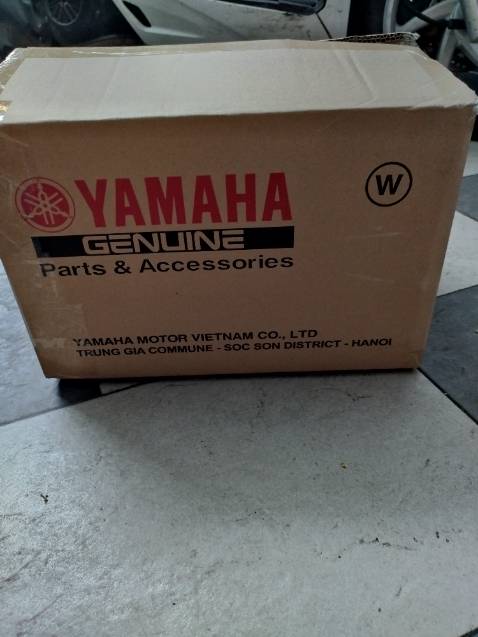 YAMAHA
W
GENUINE
Parts & Accessories
YAMAHA MOTOR VIETNAM CO., LTD
TRUNG GIA COMMUNE - SOC SON DISTRICT - HANOI